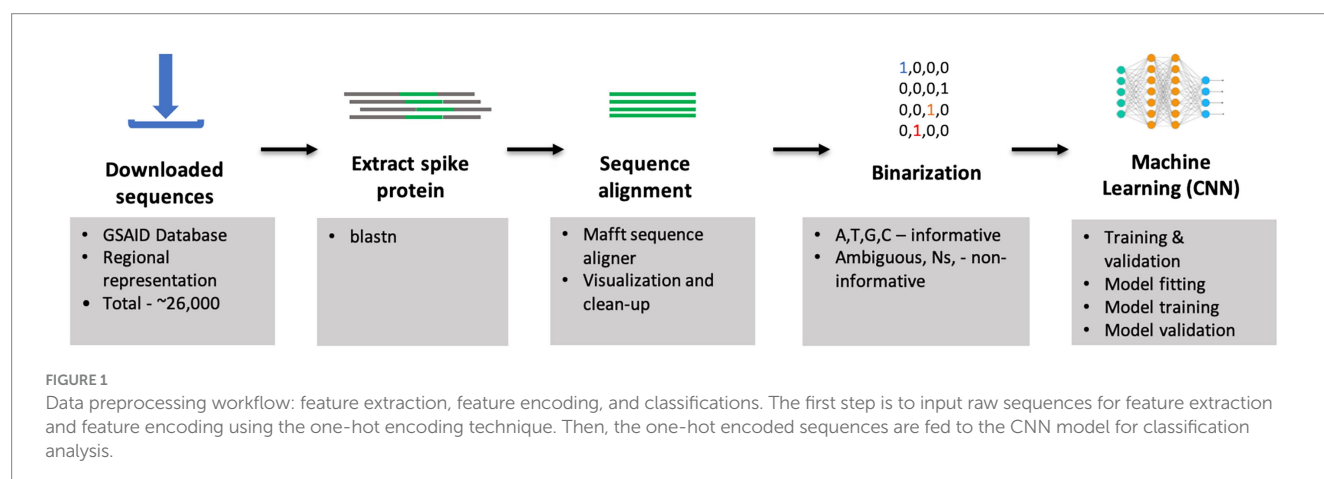 1,0,0,0
0,0,0,1
0,0,1,0
0,1,0,0
Downloaded
sequences
Extract spike
protein
Sequence
alignment
Binarization
Machine
Learning (CNN)
• GSAID Database
• Regional
representation
• Total - ~26,000
• blastn
• Mafft sequence
aligner
• Visualization and
clean-up
• A,T,G,C – informative
• Ambiguous, Ns, - non-
informative
• Training &
validation
• Model fitting
• Model training
• Model validation
FIGURE 1
Data preprocessing workflow: feature extraction, feature encoding, and classifications. The first step is to input raw sequences for feature extraction
and feature encoding using the one-hot encoding technique. Then, the one-hot encoded sequences are fed to the CNN model for classification
analysis.